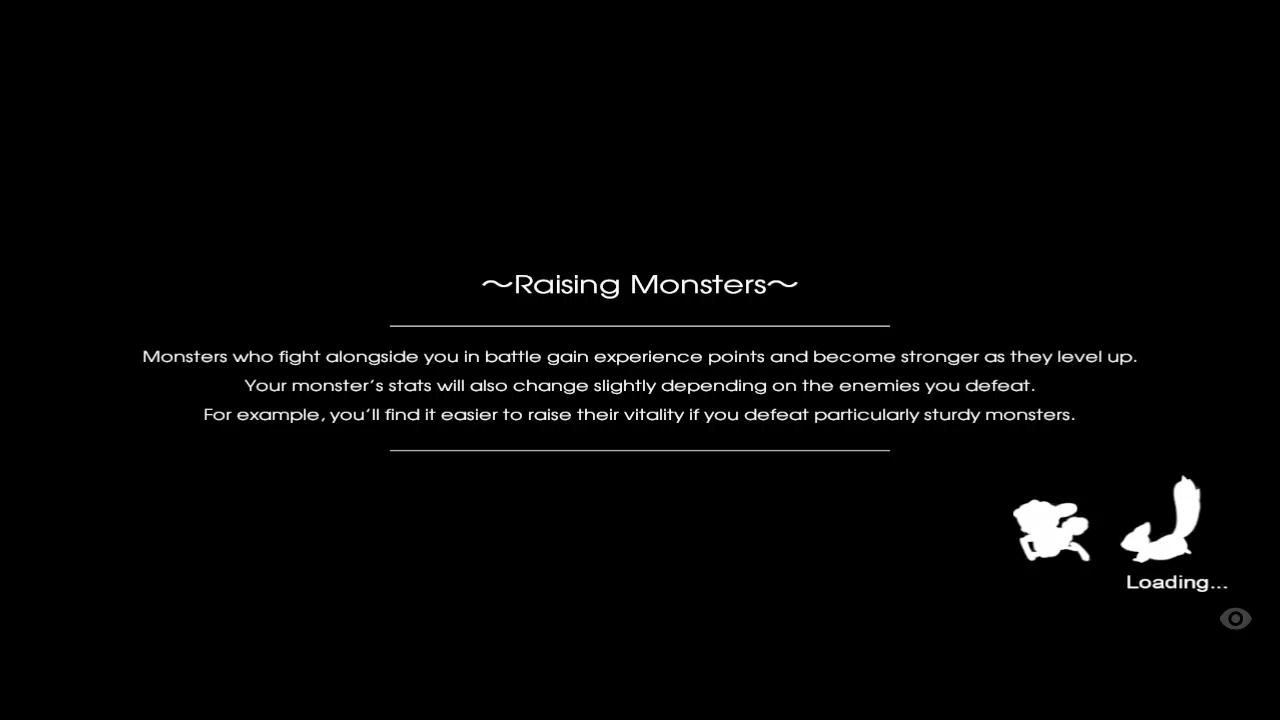 ～Raising Monsters～
Monsters who fight alongside you in battle gain experience points and become stronger as they level up.
Your monster's stats will also change slightly depending on the enemies you defeat.
For example, you'll find it easier to raise their vitality if you defeat particularly sturdy monsters.
Loading...